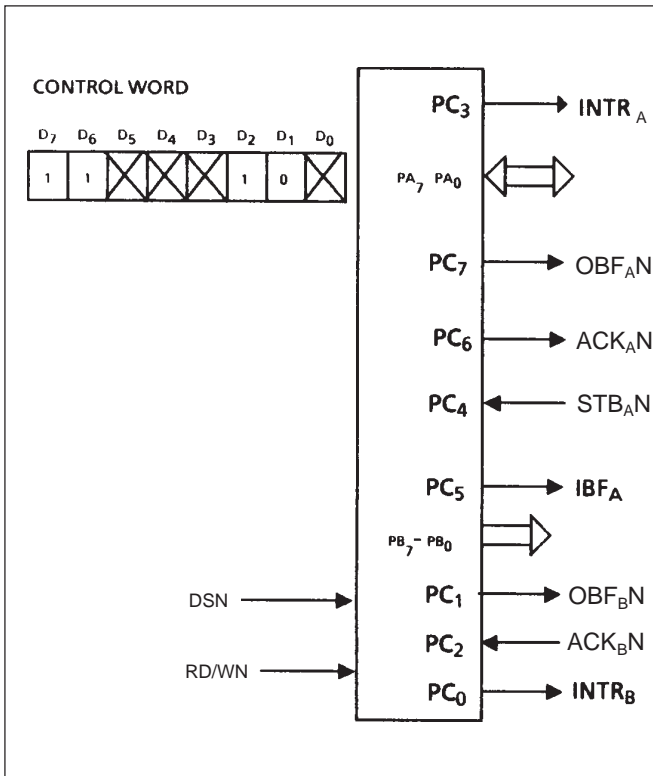 CONTROL WORD
D7 D6 D5 D4 D3 D2 D1 D0
1 1 1 0
PC3 INTR A
PA7 PA0
PC7 OBFAN
PC6 ACKAN
PC4 STBAN
PC5 IBFA
PB7 – PB0
DSN PC1 OBFBN
PC2 ACKBN
RD/WN
PC0 INTRB